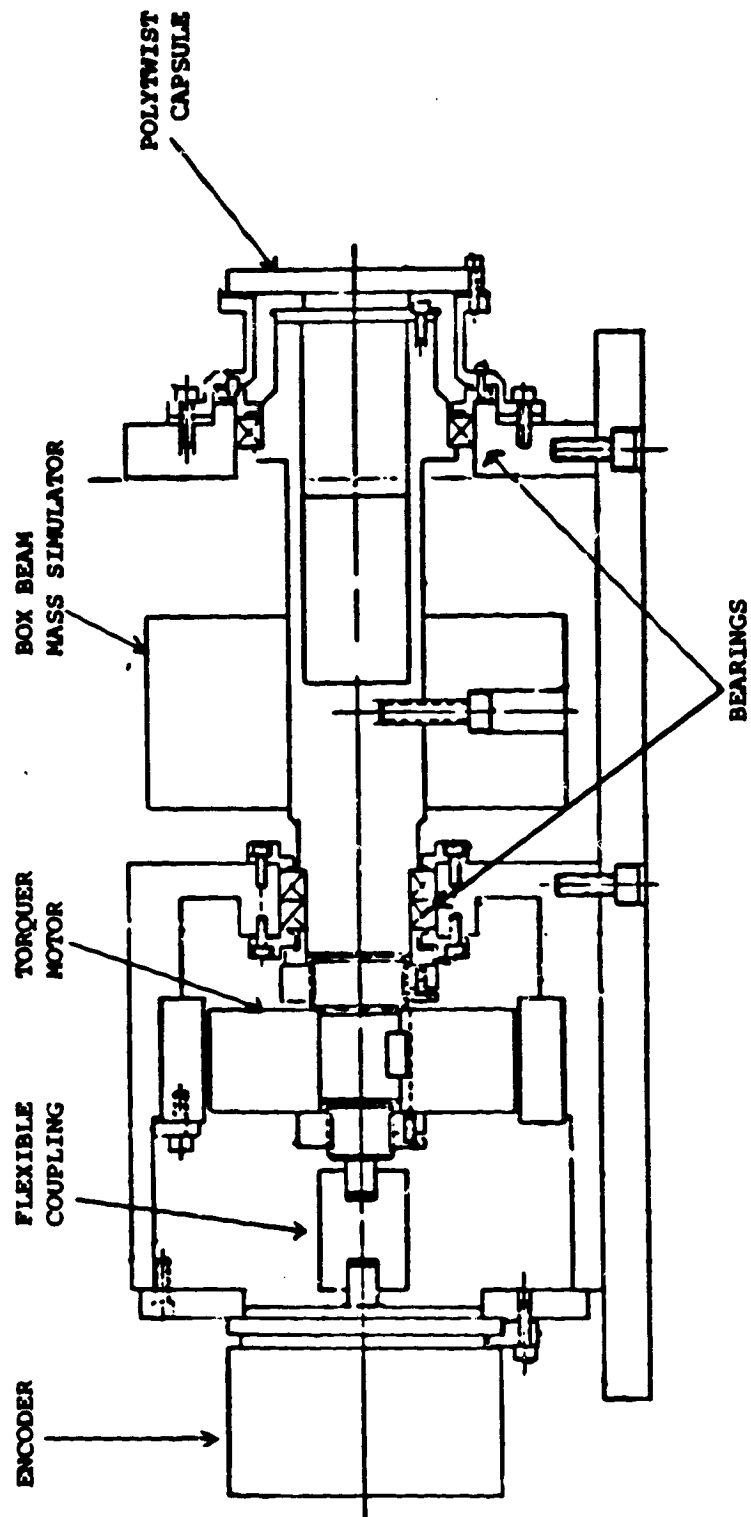 ENCODER
FLEXIBLE
COUPLING
TORQUER
MOTOR
BOX BEAM
MASS SIMULATOR
POLYTWIST
CAPSULE
BEARINGS